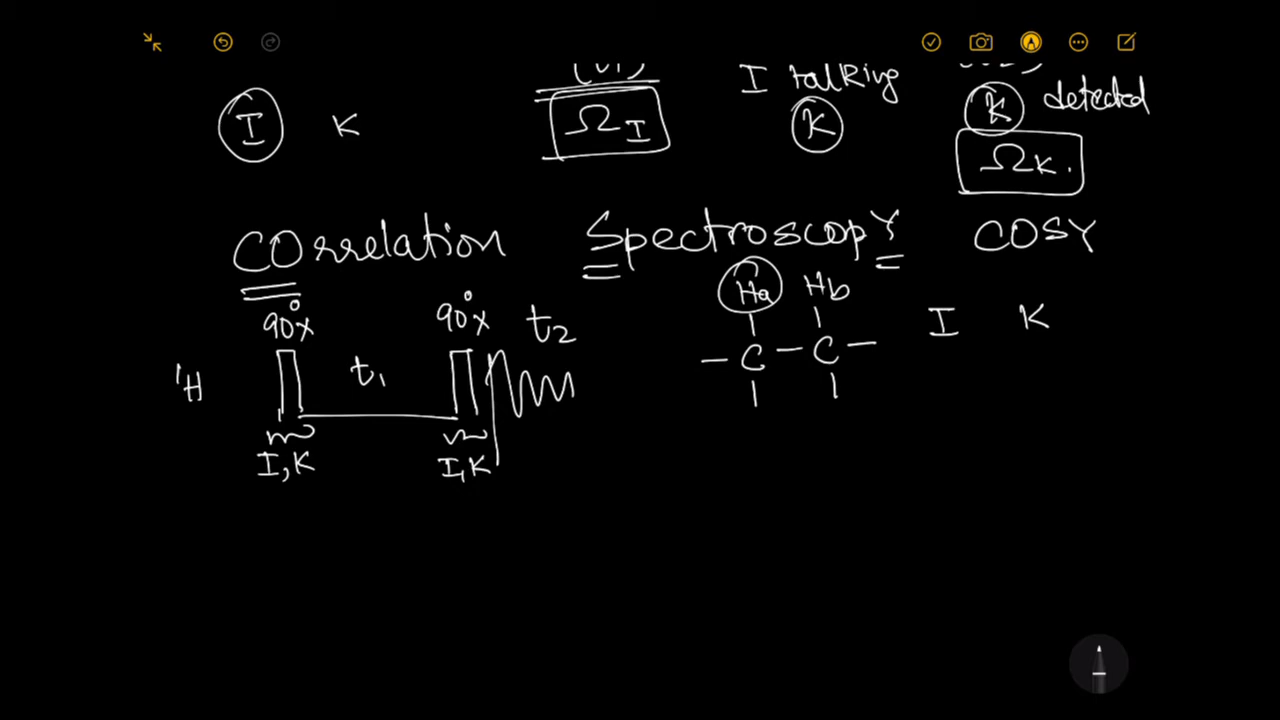 I talking
I K Ω_I K K detected
Ω_K.
COrrelation SpectroscopY COSY
Ha Hb
90°x 90°x t₂ I K
¹H t₁ - C - C -
I,K I,K